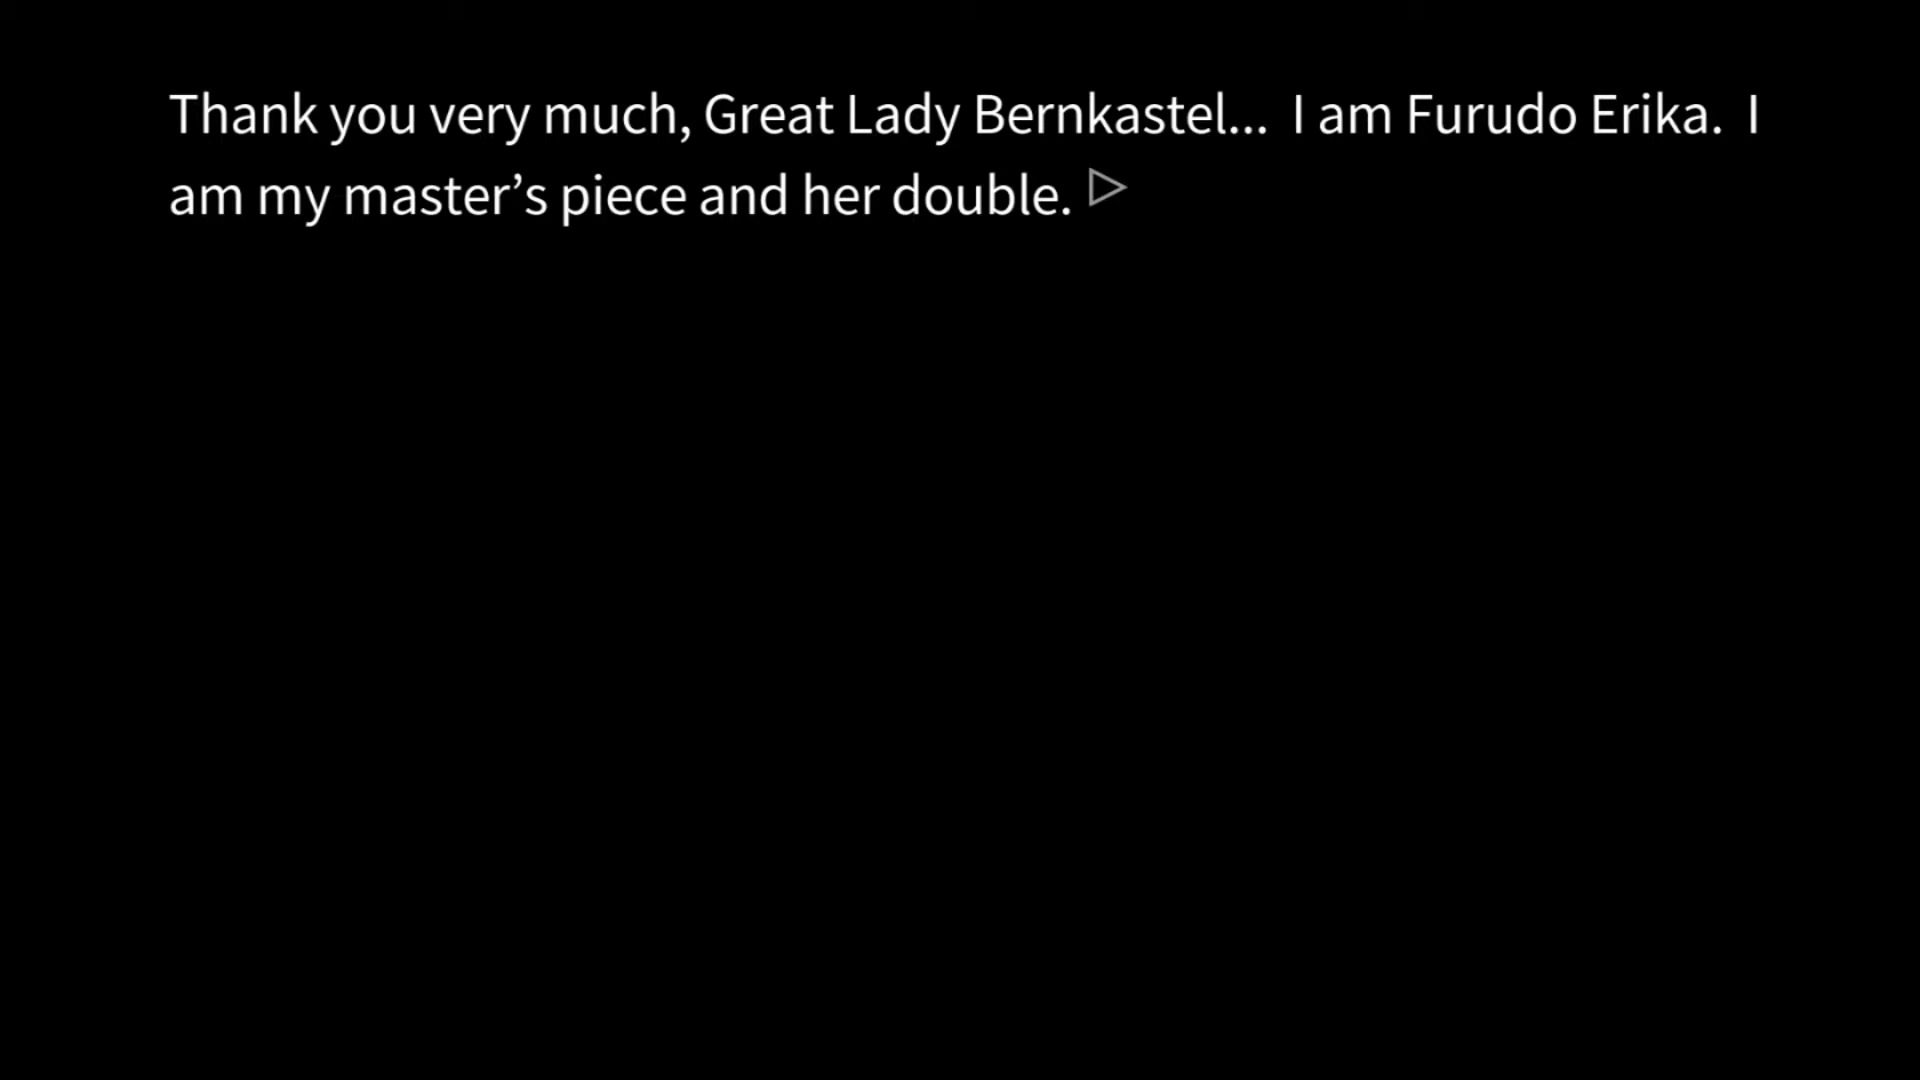 Thank you very much, Great Lady Bernkastel...  I am Furudo Erika.  I
am my master’s piece and her double.